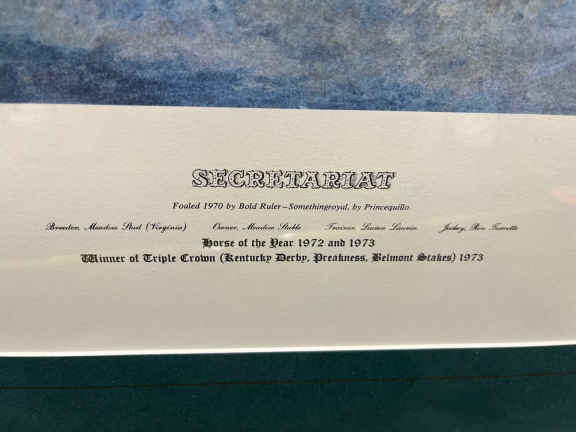 SECRETARIAT
Foaled 1970 by Bold Ruler—Somethingroyal, by Princequillo
Breeder, Meadow Stud (Virginia) Owner, Meadow Stable Trainer, Lucien Laurin Jockey, Ron Turcotte
Horse of the Year 1972 and 1973
Winner of Triple Crown (Kentucky Derby, Preakness, Belmont Stakes) 1973